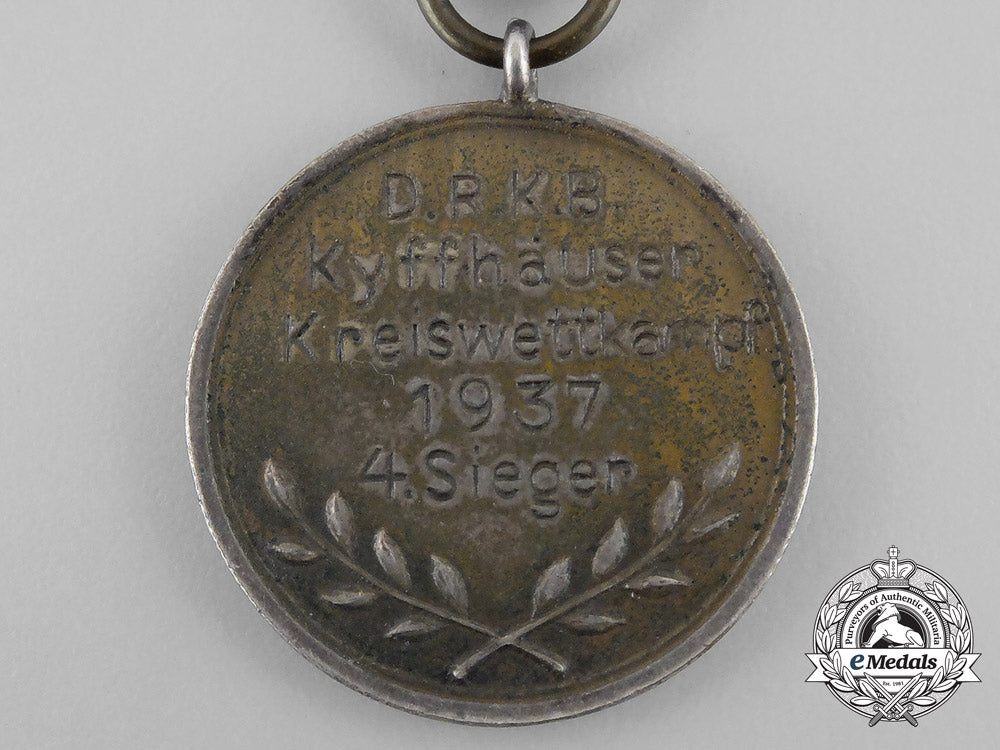 D.R.K.B.
Kyffhäuser
Kreiswettkampf
1937
4. Sieger
Purveyors of Authentic Militaria
eMedals
Est. 1981